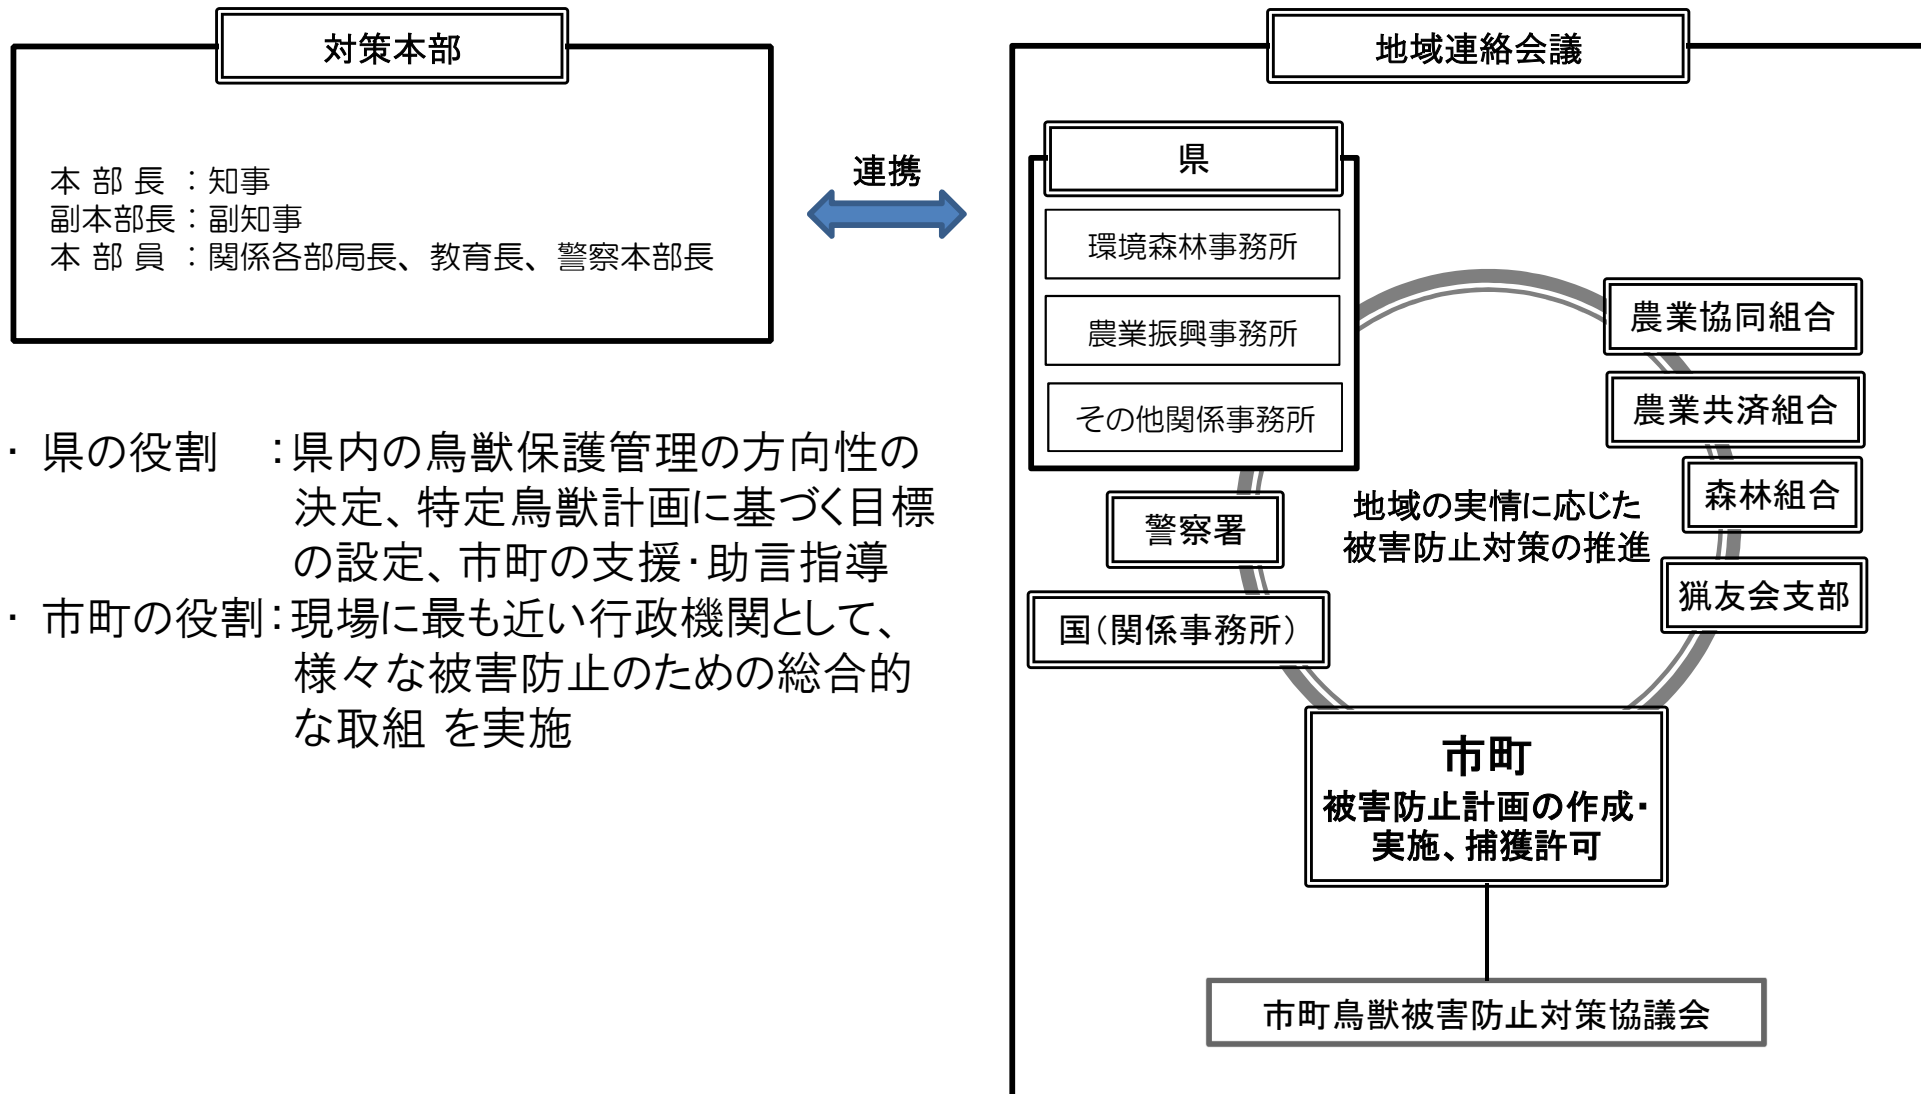 対策本部
本 部 長 ：知事
副本部長：副知事
本 部 員 ：関係各部局長、教育長、警察本部長
連携
・ 県の役割 ：県内の鳥獣保護管理の方向性の
決定、特定鳥獣計画に基づく目標
の設定、市町の支援・助言指導
・ 市町の役割：現場に最も近い行政機関として、
様々な被害防止のための総合的
な取組 を実施
地域連絡会議
県
環境森林事務所
農業振興事務所
その他関係事務所
警察署
国（関係事務所）
農業協同組合
農業共済組合
森林組合
猟友会支部
地域の実情に応じた
被害防止対策の推進
市町
被害防止計画の作成・
実施、捕獲許可
市町鳥獣被害防止対策協議会